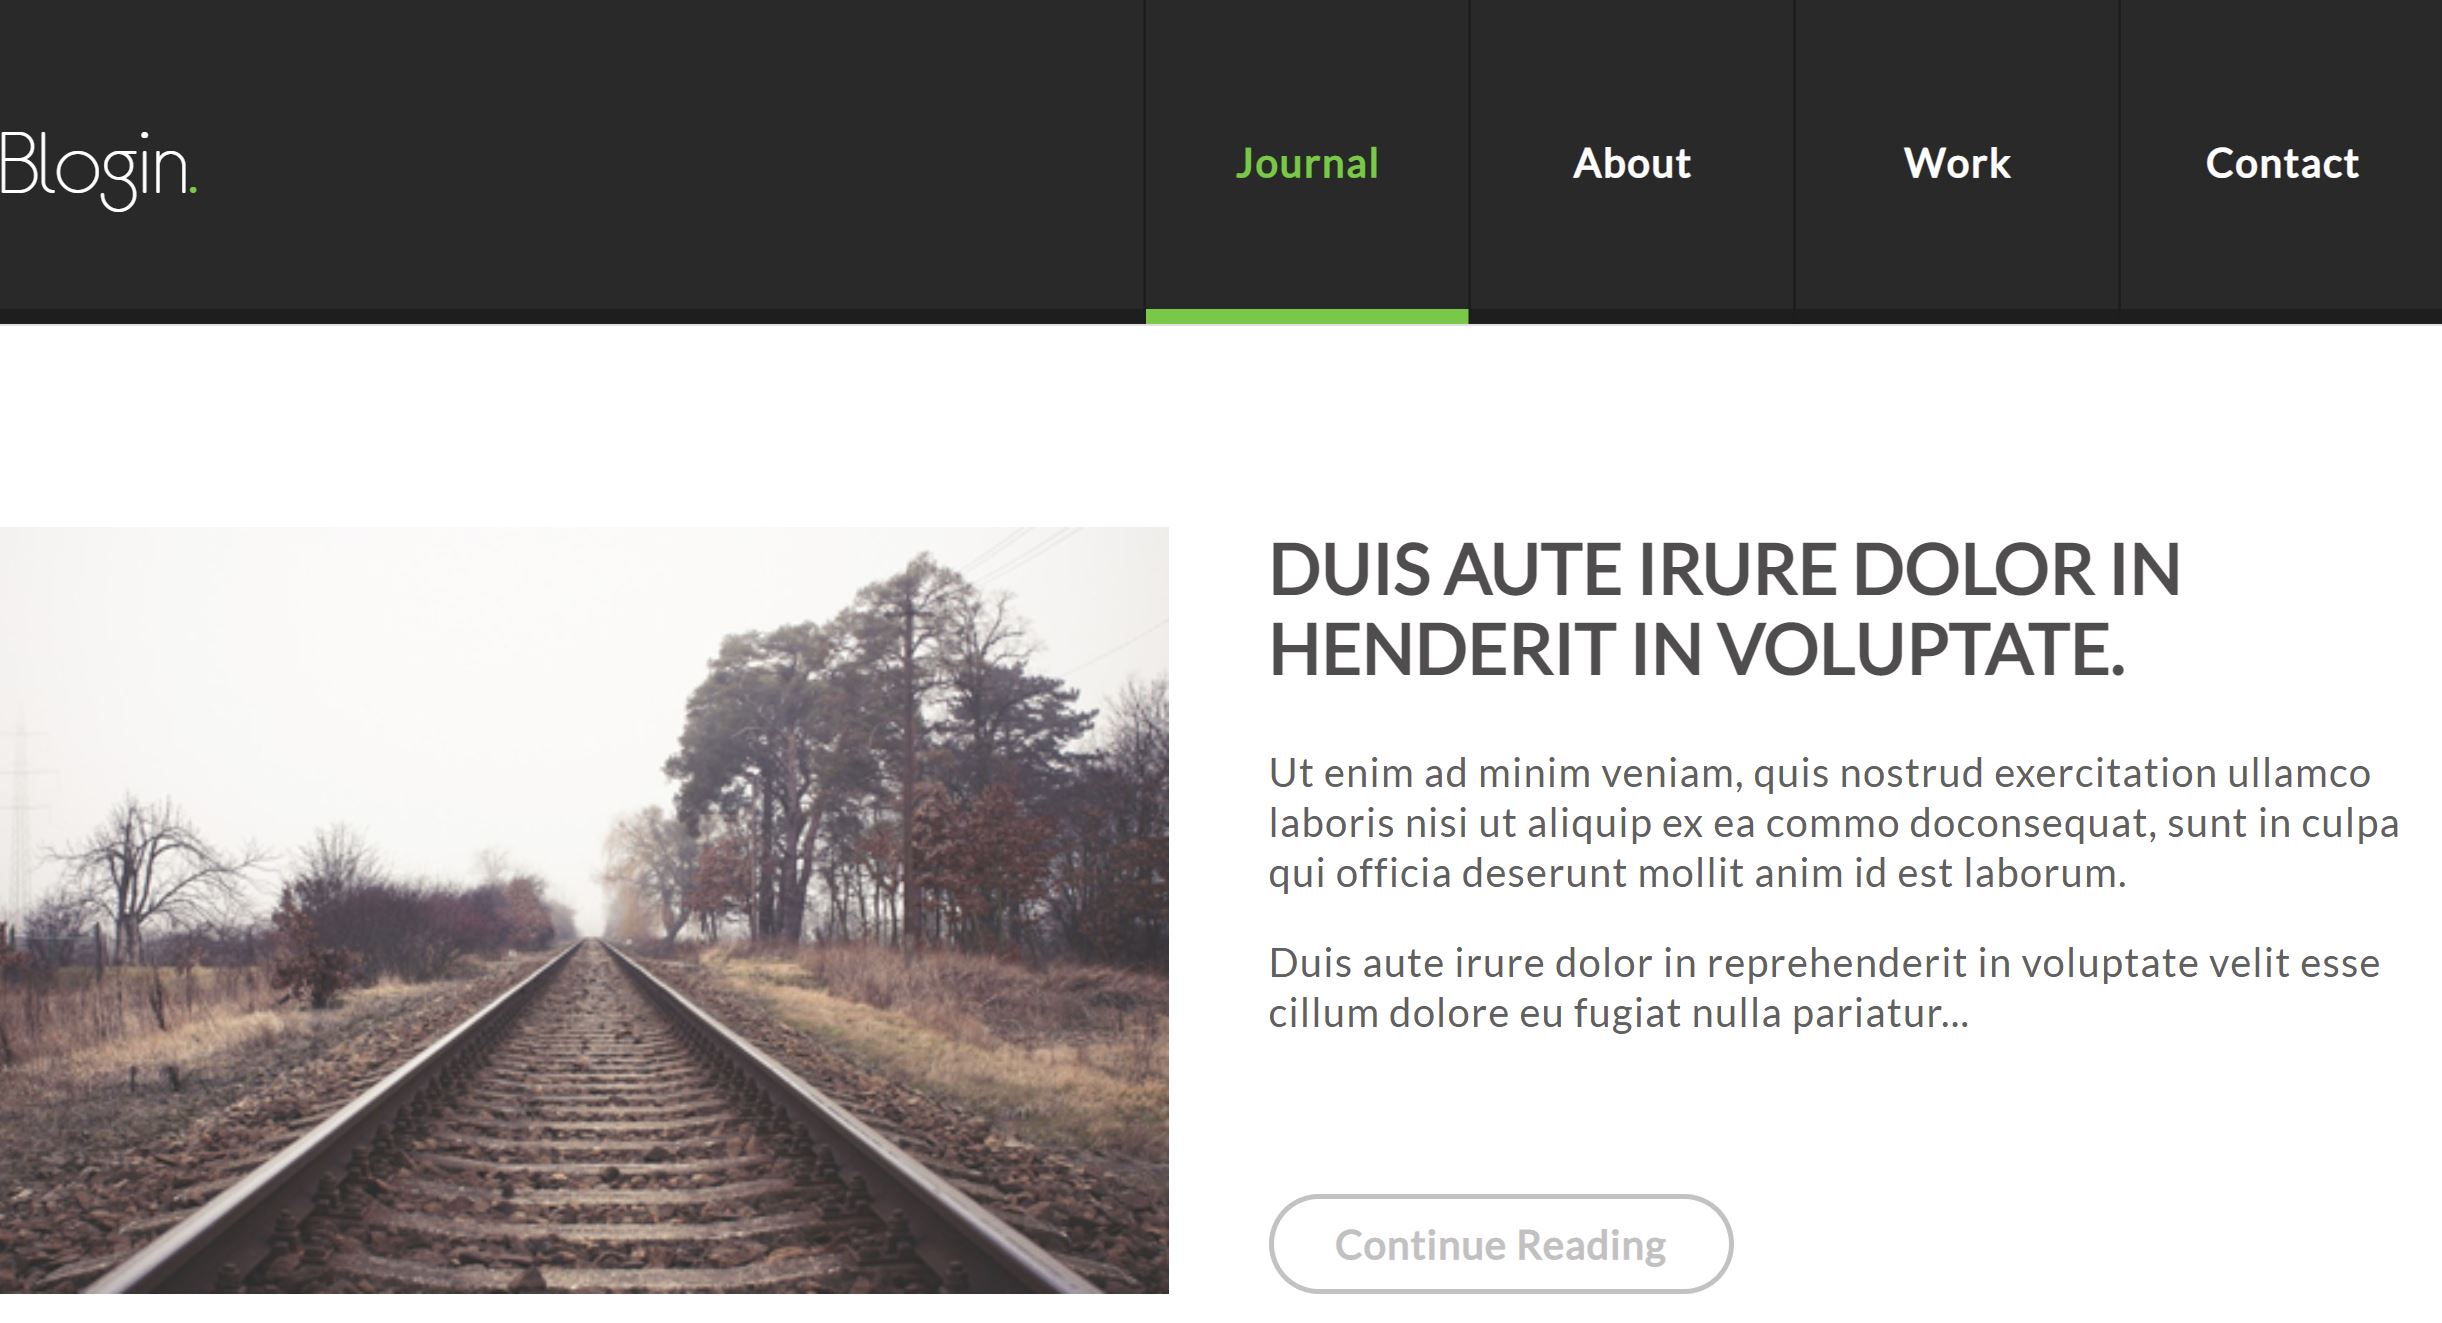 Blogin.
Journal
About
Work
Contact
DUIS AUTE IRURE DOLOR IN
HENDERIT IN VOLUPTATE.
Ut enim ad minim veniam, quis nostrud exercitation ullamco
laboris nisi ut aliquip ex ea commo doconsequat, sunt in culpa
qui officia deserunt mollit anim id est laborum.
Duis aute irure dolor in reprehenderit in voluptate velit esse
cillum dolore eu fugiat nulla pariatur...
Continue Reading